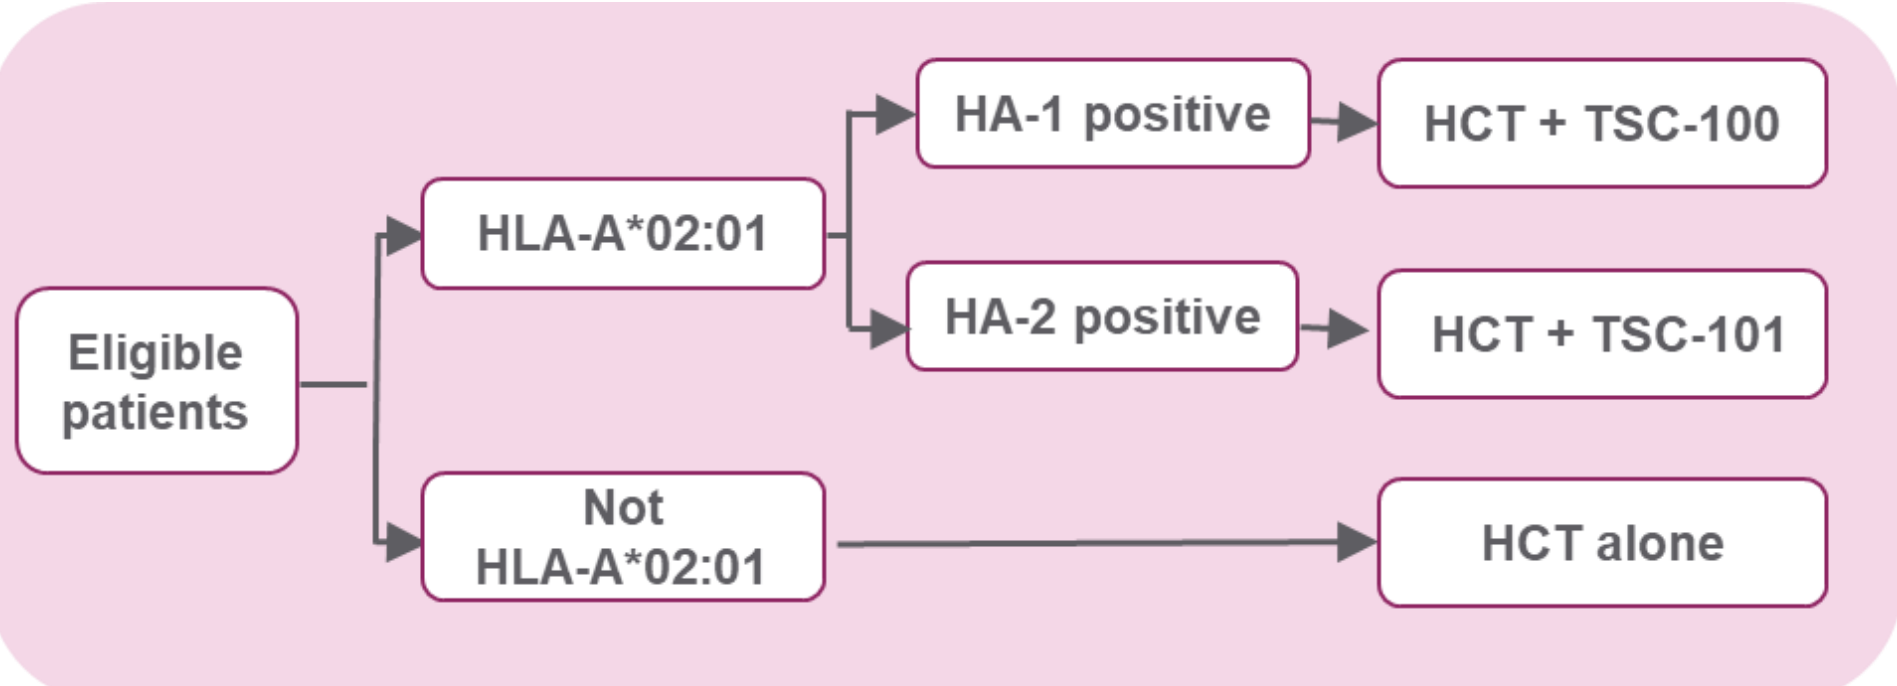 Eligible
patients
HLA-A*02:01
HA-1 positive
HCT + TSC-100
HA-2 positive
HCT + TSC-101
Not
HLA-A*02:01
HCT alone